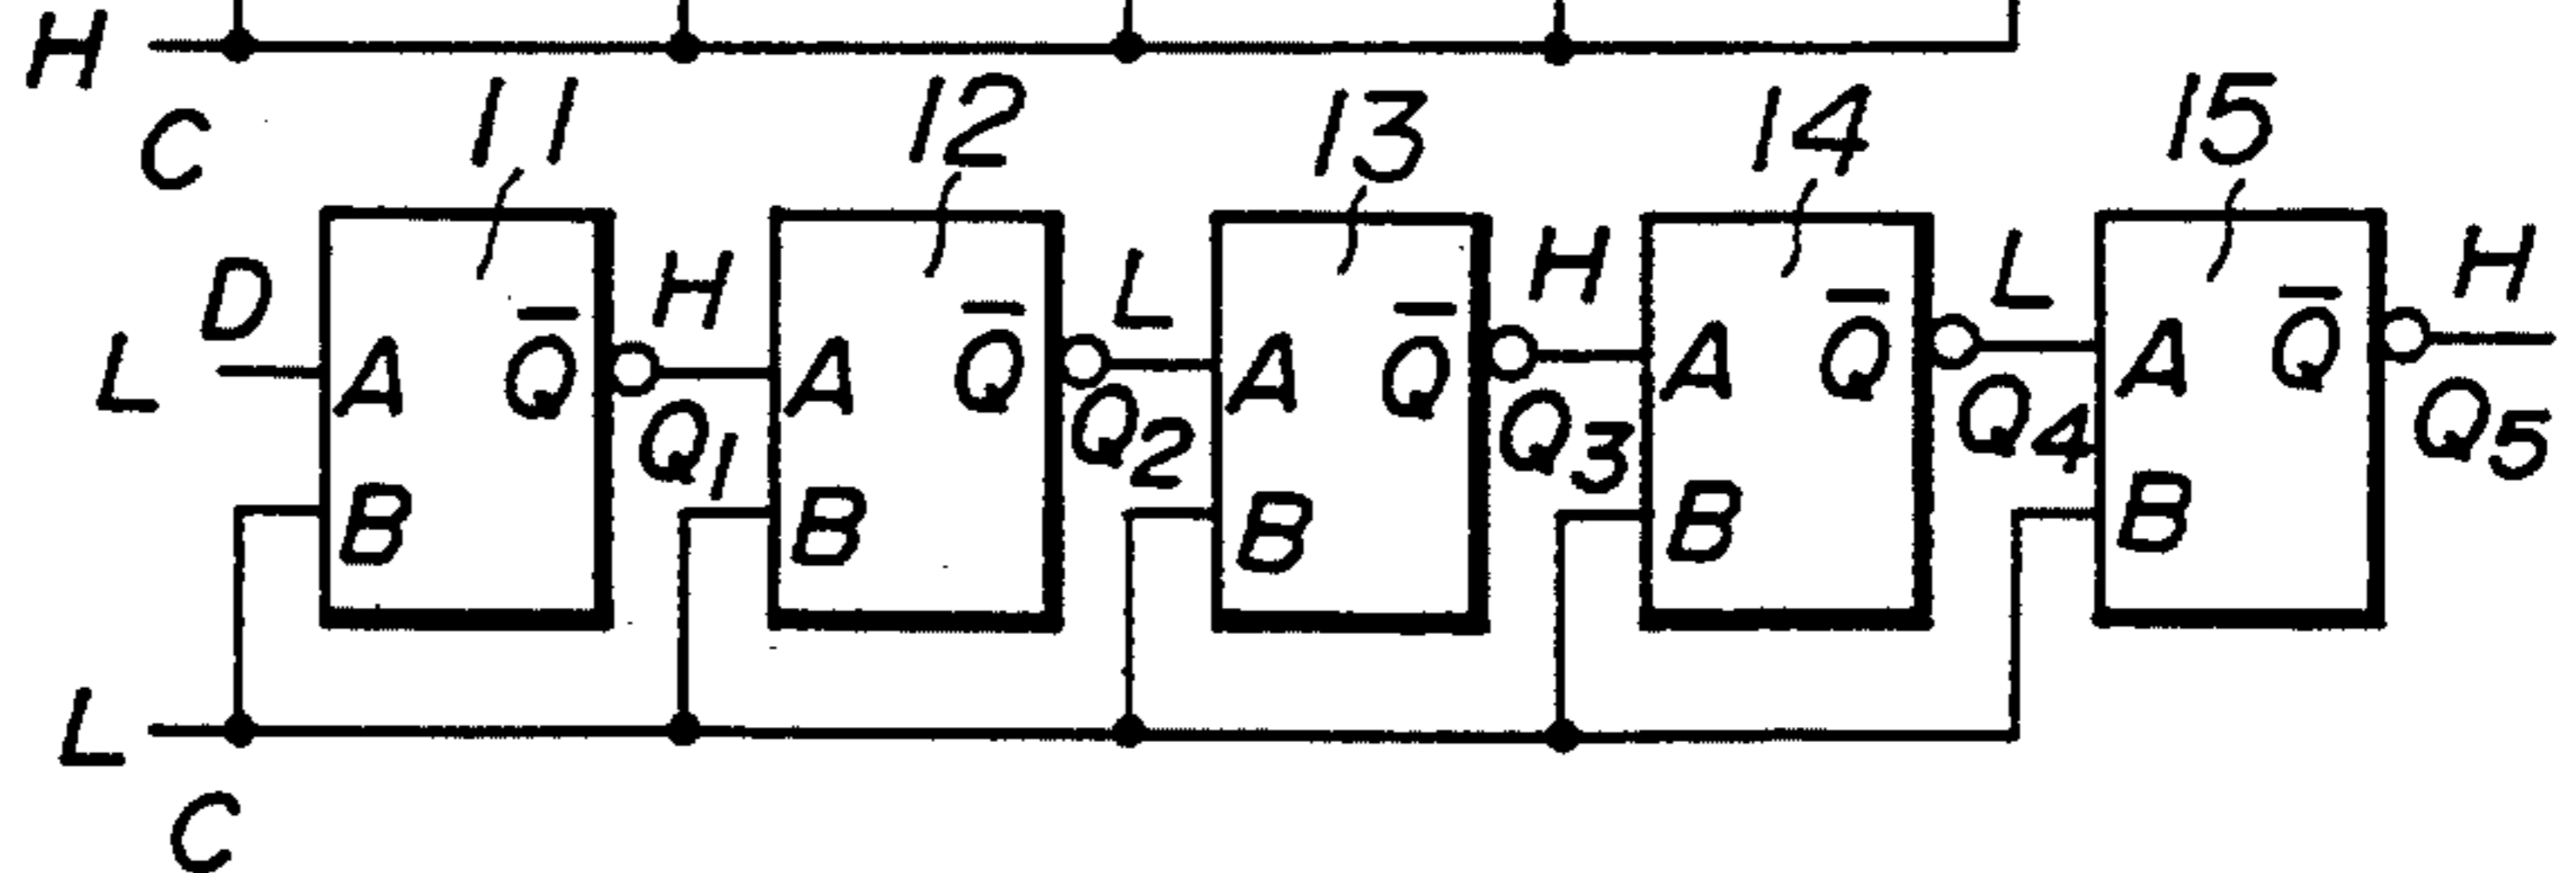 H
C
11 12 13 14 15
D H L H L H
L A Q̅ A Q̅ A Q̅ A Q̅ A Q̅
Q1 Q2 Q3 Q4 Q5
B B B B B
L
C